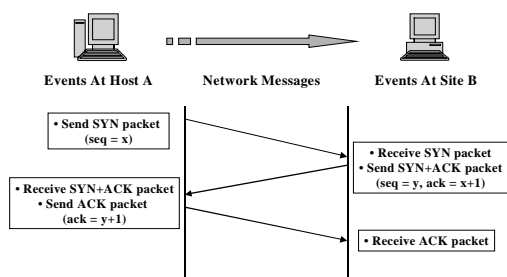 Events At Host A
Network Messages
Events At Site B
• Send SYN packet
(seq = x)
• Receive SYN packet
• Send SYN+ACK packet
(seq = y, ack = x+1)
• Receive SYN+ACK packet
• Send ACK packet
(ack = y+1)
• Receive ACK packet